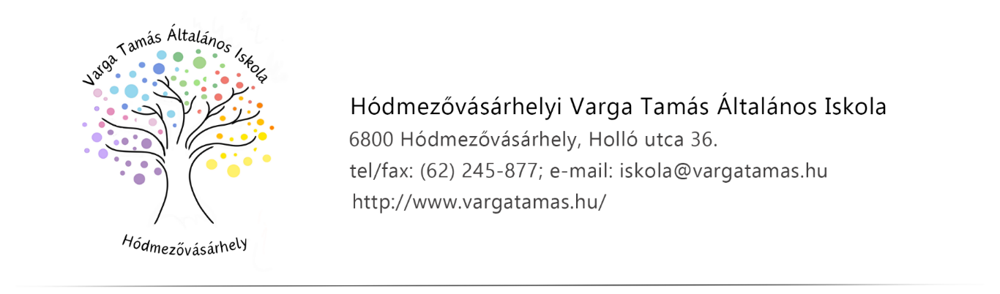 Varga Tamás Általános Iskola
Hódmezővásárhely
Hódmezővásárhelyi Varga Tamás Általános Iskola
6800 Hódmezővásárhely, Holló utca 36.
tel/fax: (62) 245-877; e-mail: iskola@vargatamas.hu
http://www.vargatamas.hu/